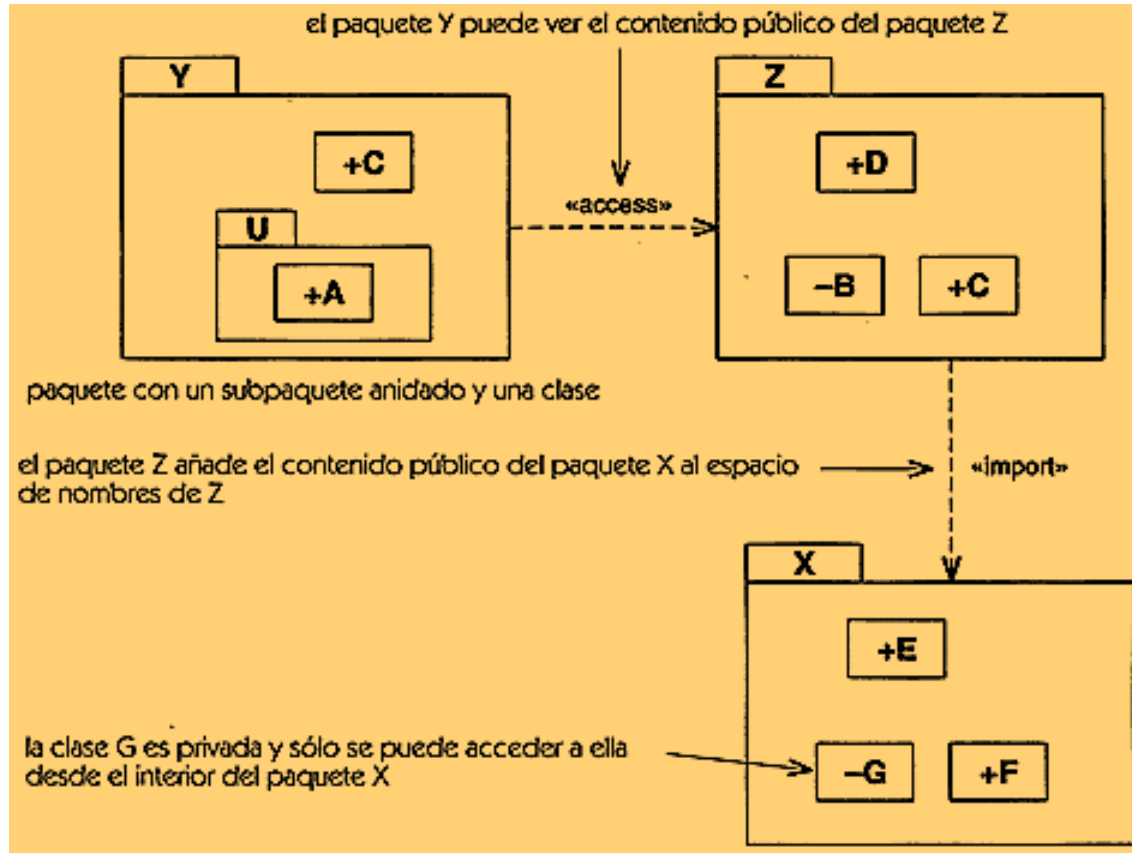 el paquete Y puede ver el contenido público del paquete Z
Y
+C
U
+A
«access»
Z
+D
–B
+C
paquete con un subpaquete anidado y una clase
el paquete Z añade el contenido público del paquete X al espacio
de nombres de Z
«import»
X
+E
la clase G es privada y sólo se puede acceder a ella
desde el interior del paquete X
–G
+F